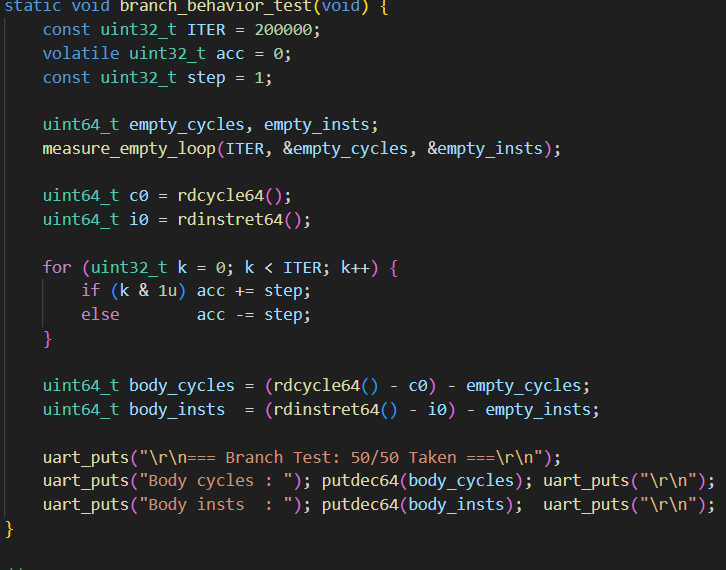 static void branch_behavior_test(void) {
    const uint32_t ITER = 200000;
    volatile uint32_t acc = 0;
    const uint32_t step = 1;

    uint64_t empty_cycles, empty_insts;
    measure_empty_loop(ITER, &empty_cycles, &empty_insts);

    uint64_t c0 = rdcycle64();
    uint64_t i0 = rdinstret64();

    for (uint32_t k = 0; k < ITER; k++) {
        if (k & 1u) acc += step;
        else        acc -= step;
    }

    uint64_t body_cycles = (rdcycle64() - c0) - empty_cycles;
    uint64_t body_insts  = (rdinstret64() - i0) - empty_insts;

    uart_puts("\r\n=== Branch Test: 50/50 Taken ===\r\n");
    uart_puts("Body cycles : "); putdec64(body_cycles); uart_puts("\r\n");
    uart_puts("Body insts  : "); putdec64(body_insts);  uart_puts("\r\n");
}